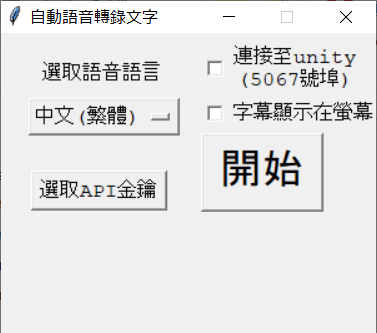 自動語音轉錄文字
選取語音語言
連接至unity
(5067號埠)
中文(繁體)
字幕顯示在螢幕
選取API金鑰
開始